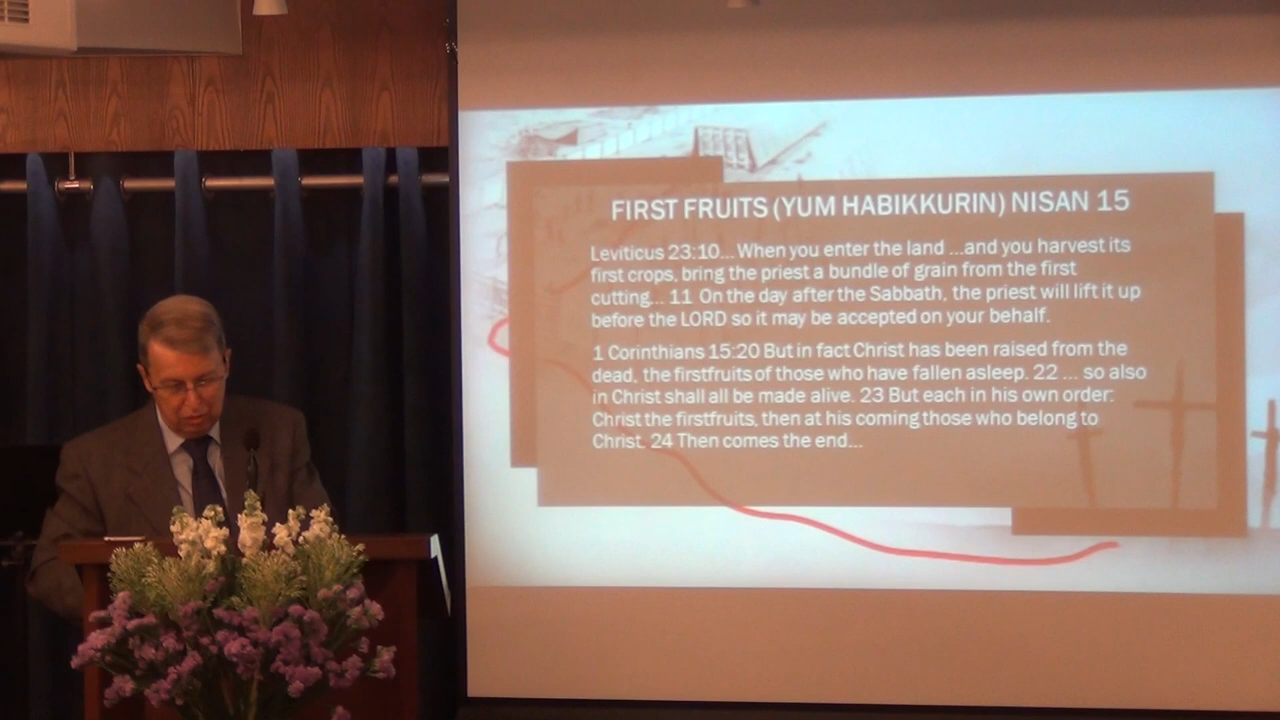 FIRST FRUITS (YUM HABIKKURIN) NISAN 15
Leviticus 23:10... When you enter the land ...and you harvest its
first crops, bring the priest a bundle of grain from the first
cutting... 11 On the day after the Sabbath, the priest will lift it up
before the LORD so it may be accepted on your behalf.
1 Corinthians 15:20 But in fact Christ has been raised from the
dead, the firstfruits of those who have fallen asleep. 22 ... so also
in Christ shall all be made alive. 23 But each in his own order:
Christ the firstfruits, then at his coming those who belong to
Christ. 24 Then comes the end...